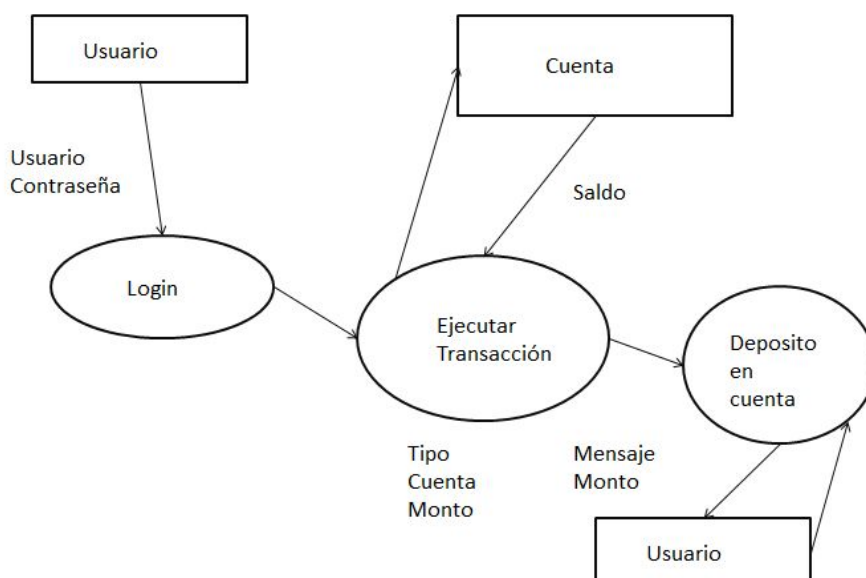 Usuario
Cuenta
Usuario
Contraseña
Saldo
Login
Ejecutar
Transacción
Deposito
en
cuenta
Tipo
Cuenta
Monto
Mensaje
Monto
Usuario